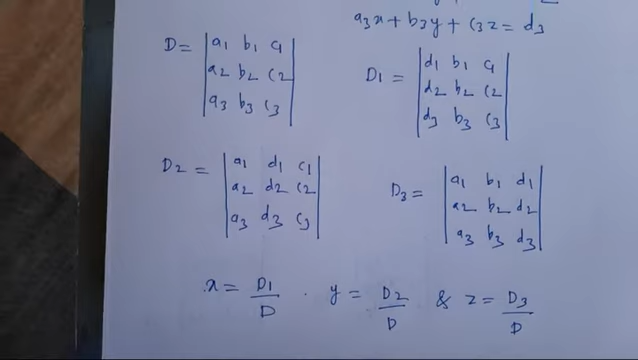 a3x + b3y + c3z = d3
D = | a1 b1 c1 |
| a2 b2 c2 |
| a3 b3 c3 |
D1 = | d1 b1 c1 |
| d2 b2 c2 |
| d3 b3 c3 |
D2 = | a1 d1 c1 |
| a2 d2 c2 |
| a3 d3 c3 |
D3 = | a1 b1 d1 |
| a2 b2 d2 |
| a3 b3 d3 |
x = D1/D . y = D2/D & z = D3/D